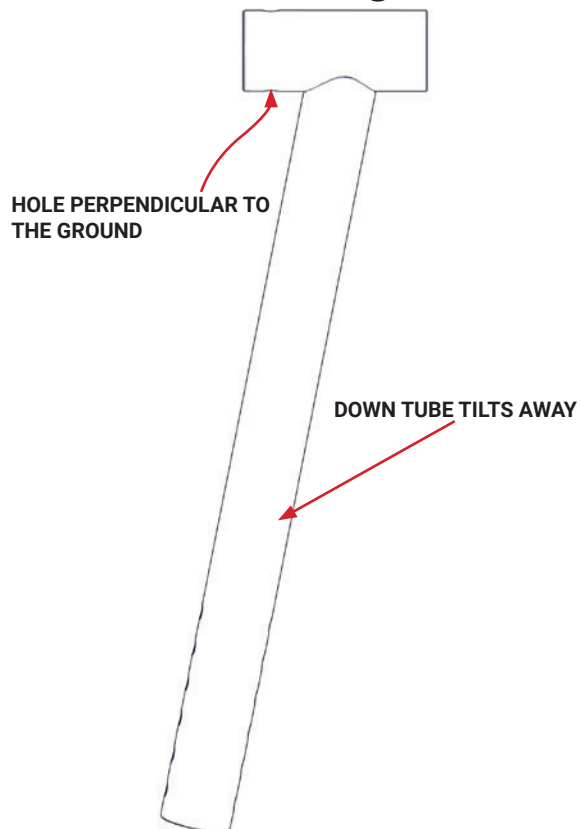 HOLE PERPENDICULAR TO
THE GROUND
DOWN TUBE TILTS AWAY